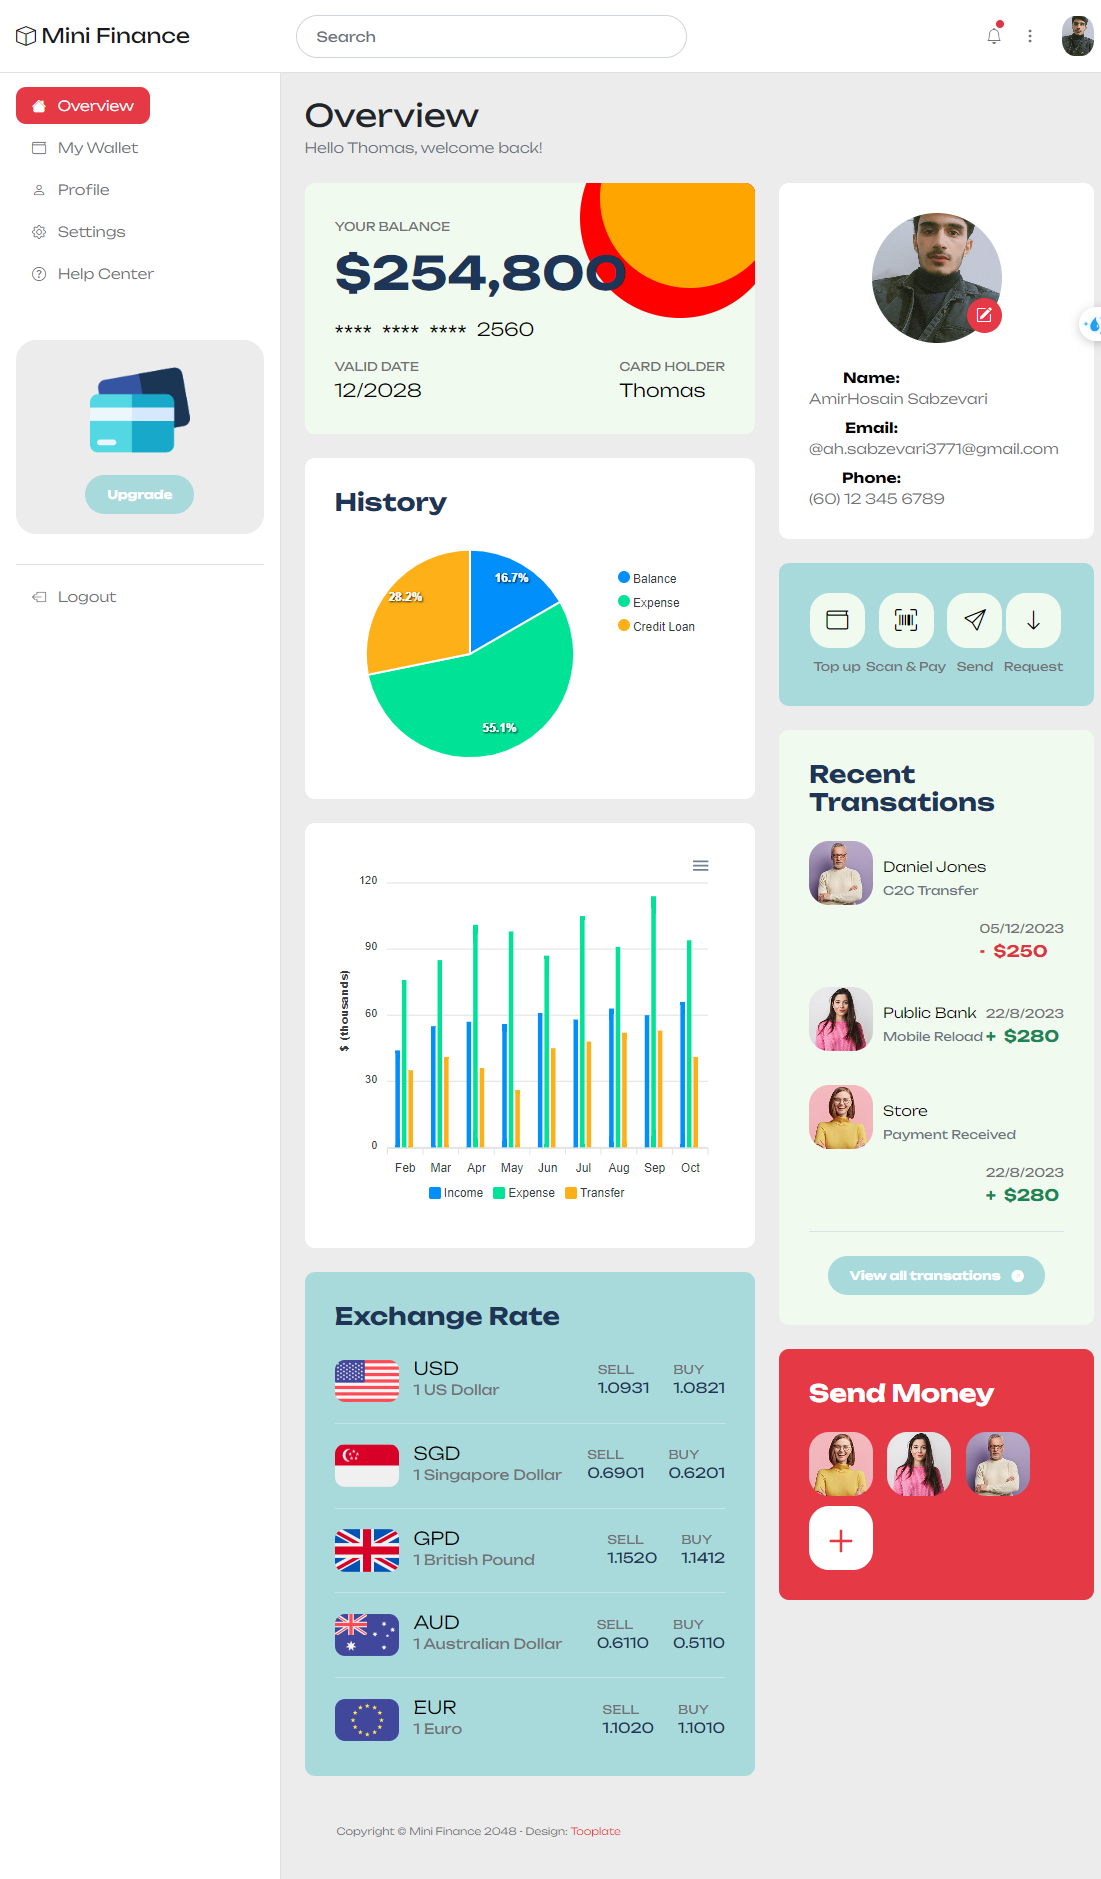 Mini Finance
Search
Overview
My Wallet
Profile
Settings
Help Center
Upgrade
Logout
Overview
Hello Thomas, welcome back!
YOUR BALANCE
$254,800
**** **** **** 2560
VALID DATE
12/2028
CARD HOLDER
Thomas
History
16.7%
28.2%
55.1%
Balance
Expense
Credit Loan
120
90
60
30
0
$ (thousands)
Feb Mar Apr May Jun Jul Aug Sep Oct
Income Expense Transfer
Exchange Rate
USD
1 US Dollar
SELL BUY
1.0931 1.0821
SGD
1 Singapore Dollar
SELL BUY
0.6901 0.6201
GPD
1 British Pound
SELL BUY
1.1520 1.1412
AUD
1 Australian Dollar
SELL BUY
0.6110 0.5110
EUR
1 Euro
SELL BUY
1.1020 1.1010
Name:
AmirHosain Sabzevari
Email:
@ah.sabzevari3771@gmail.com
Phone:
(60) 12 345 6789
Top up Scan & Pay Send Request
Recent
Transations
Daniel Jones
C2C Transfer
05/12/2023
- $250
Public Bank 22/8/2023
Mobile Reload + $280
Store
Payment Received
22/8/2023
+ $280
View all transations
Send Money
Copyright © Mini Finance 2048 - Design: Tooplate